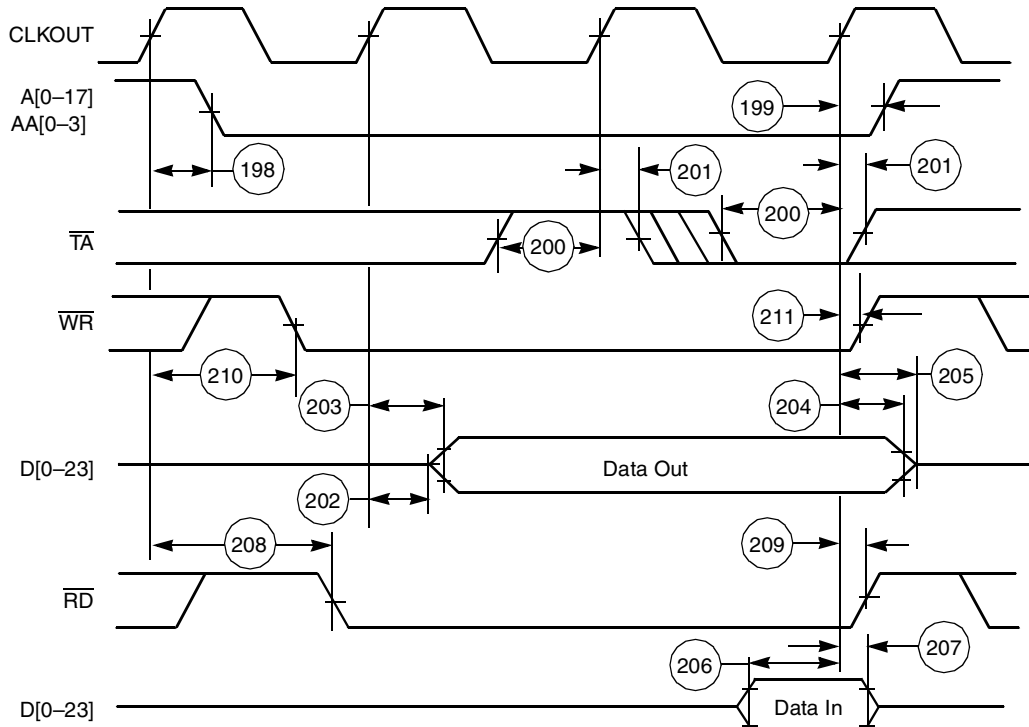 CLKOUT
A[0–17]
AA[0–3]
199
198
201
201
200
TA
200
WR
211
210
205
203
204
D[0–23]
Data Out
202
208
209
RD
206
207
D[0–23]
Data In